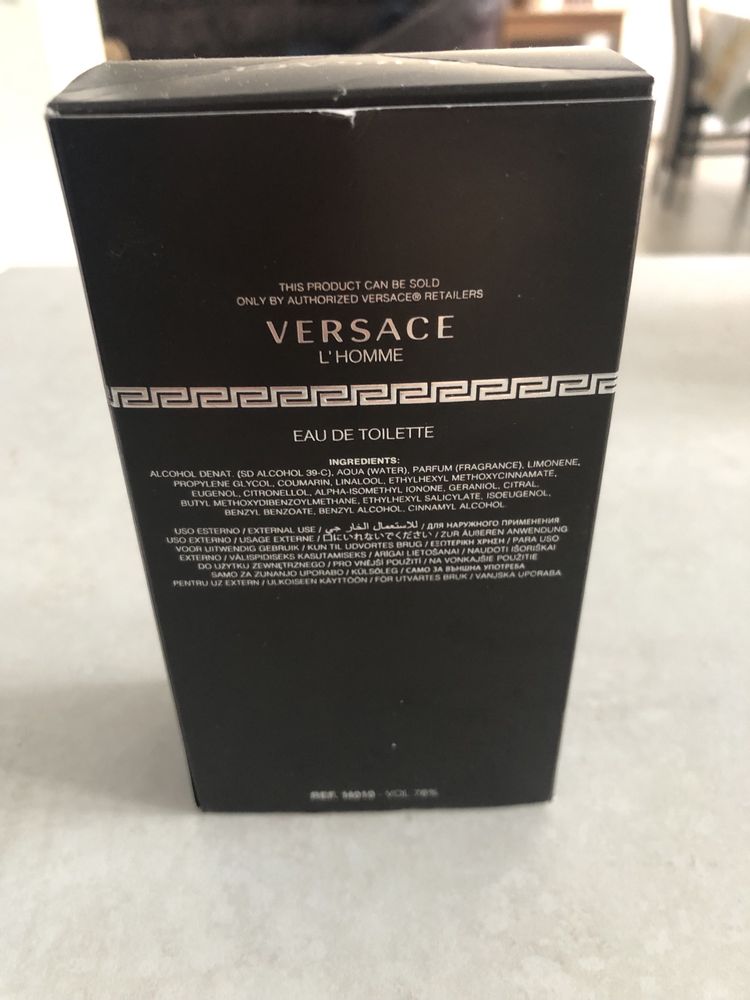 THIS PRODUCT CAN BE SOLD
ONLY BY AUTHORIZED VERSACE® RETAILERS
VERSACE
L'HOMME
EAU DE TOILETTE
INGREDIENTS:
ALCOHOL DENAT. (SD ALCOHOL 39-C), AQUA (WATER), PARFUM (FRAGRANCE), LIMONENE,
PROPYLENE GLYCOL, COUMARIN, LINALOOL, ETHYLHEXYL METHOXYCINNAMATE,
EUGENOL, CITRONELLOL, ALPHA-ISOMETHYL IONONE, GERANIOL, CITRAL,
BUTYL METHOXYDIBENZOYLMETHANE, ETHYLHEXYL SALICYLATE, ISOEUGENOL,
BENZYL BENZOATE, BENZYL ALCOHOL, CINNAMYL ALCOHOL.
USO ESTERNO / EXTERNAL USE / للاستعمال الخار جي / ДЛЯ НАРУЖНОГО ПРИМЕНЕНИЯ
USO EXTERNO / USAGE EXTERNE / 口にいれないでください / ZUR ÄUßEREN ANWENDUNG
VOOR UITWENDIG GEBRUIK / KUN TIL UDVORTES BRUG / ΕΞΩΤΕΡΙΚΗ ΧΡΗΣΗ / PARA USO
EXTERNO / VÄLISPIDISEKS KASUTAMISEKS / ĀRĪGAI LIETOŠANAI / NAUDOTI IŠORIŠKAI
DO UŻYTKU ZEWNĘTRZNEGO / PRO VNĚJŠÍ POUŽITÍ / NA VONKAJŠIE POUŽITIE
SAMO ZA ZUNANJO UPORABO / KÜLSŐLEG / САМО ЗА ВЪНШНА УПОТРЕБА
PENTRU UZ EXTERN / ULKOISEEN KÄYTTÖÖN / FÖR UTVÄRTES BRUK / VANJSKA UPORABA
REF. VOL.